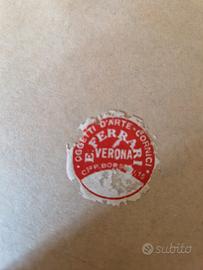 OGGETTI D'ARTE-CORNICI
E. FERRARI
VERONA
subito